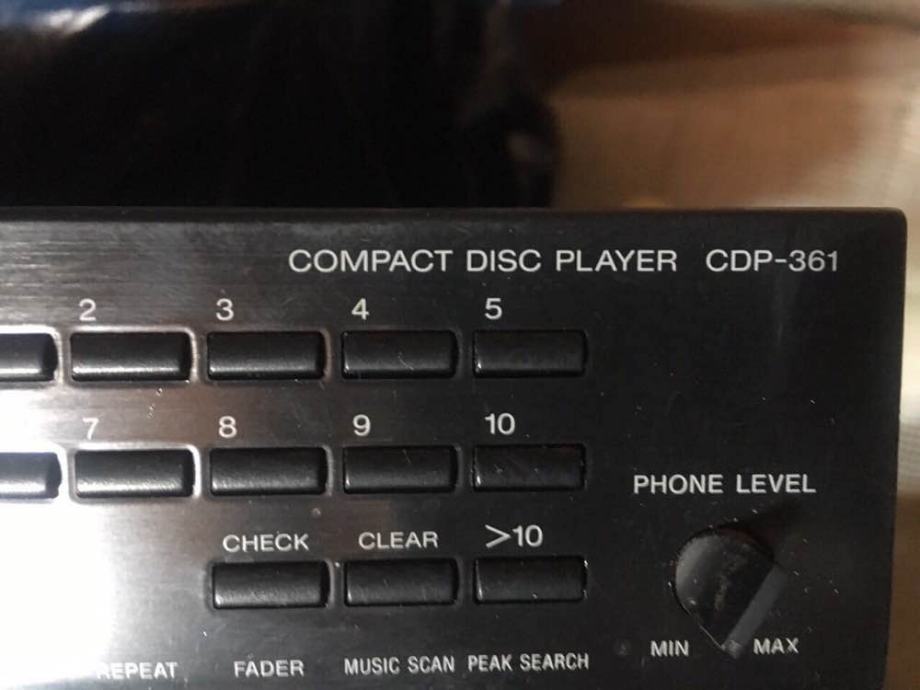 COMPACT DISC PLAYER CDP-361
2 3 4 5
7 8 9 10
PHONE LEVEL
CHECK CLEAR >10
MIN MAX
REPEAT FADER MUSIC SCAN PEAK SEARCH